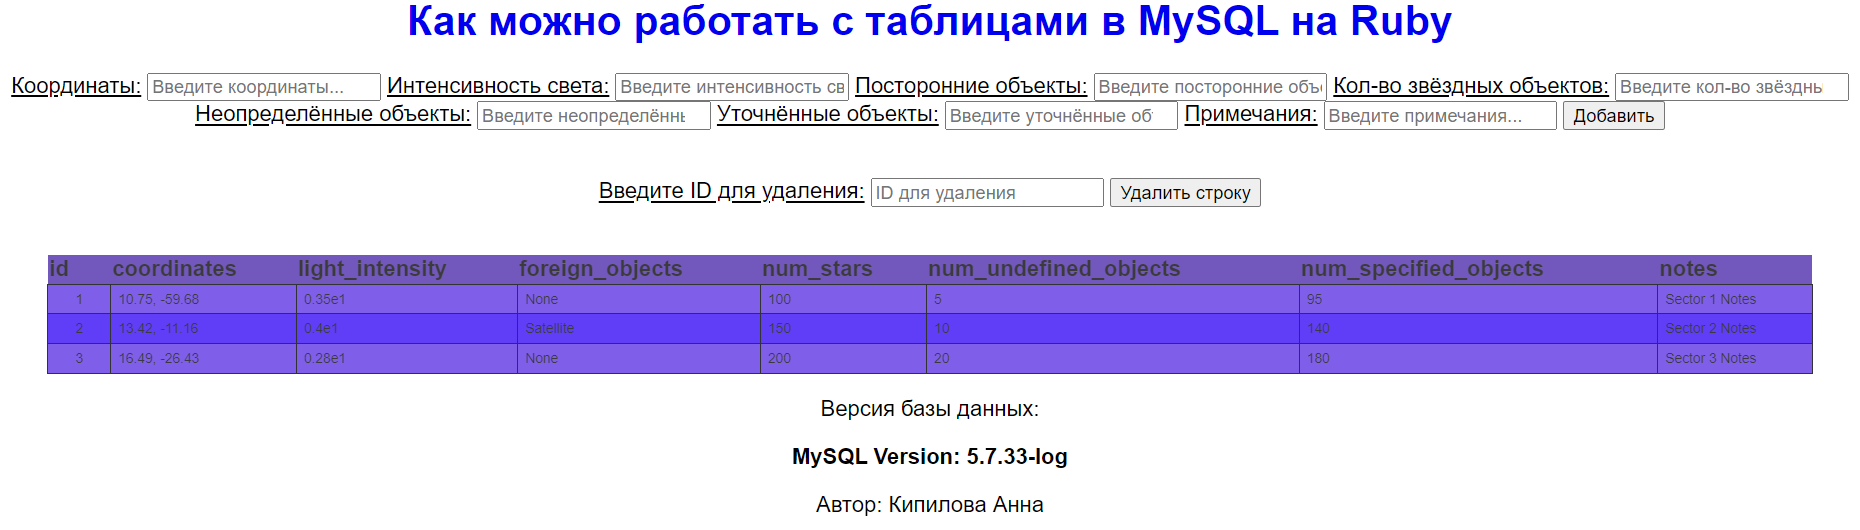 Как можно работать с таблицами в MySQL на Ruby
Координаты: Введите координаты... Интенсивность света: Введите интенсивность св Посторонние объекты: Введите посторонние объе Кол-во звёздных объектов: Введите кол-во звёздны
Неопределённые объекты: Введите неопределённь Уточнённые объекты: Введите уточнённые об Примечания: Введите примечания... Добавить
Введите ID для удаления: ID для удаления Удалить строку
id coordinates light_intensity foreign_objects num_stars num_undefined_objects num_specified_objects notes
1 10.75, -59.68 0.35e1 None 100 5 95 Sector 1 Notes
2 13.42, -11.16 0.4e1 Satellite 150 10 140 Sector 2 Notes
3 16.49, -26.43 0.28e1 None 200 20 180 Sector 3 Notes
Версия базы данных:
MySQL Version: 5.7.33-log
Автор: Кипилова Анна